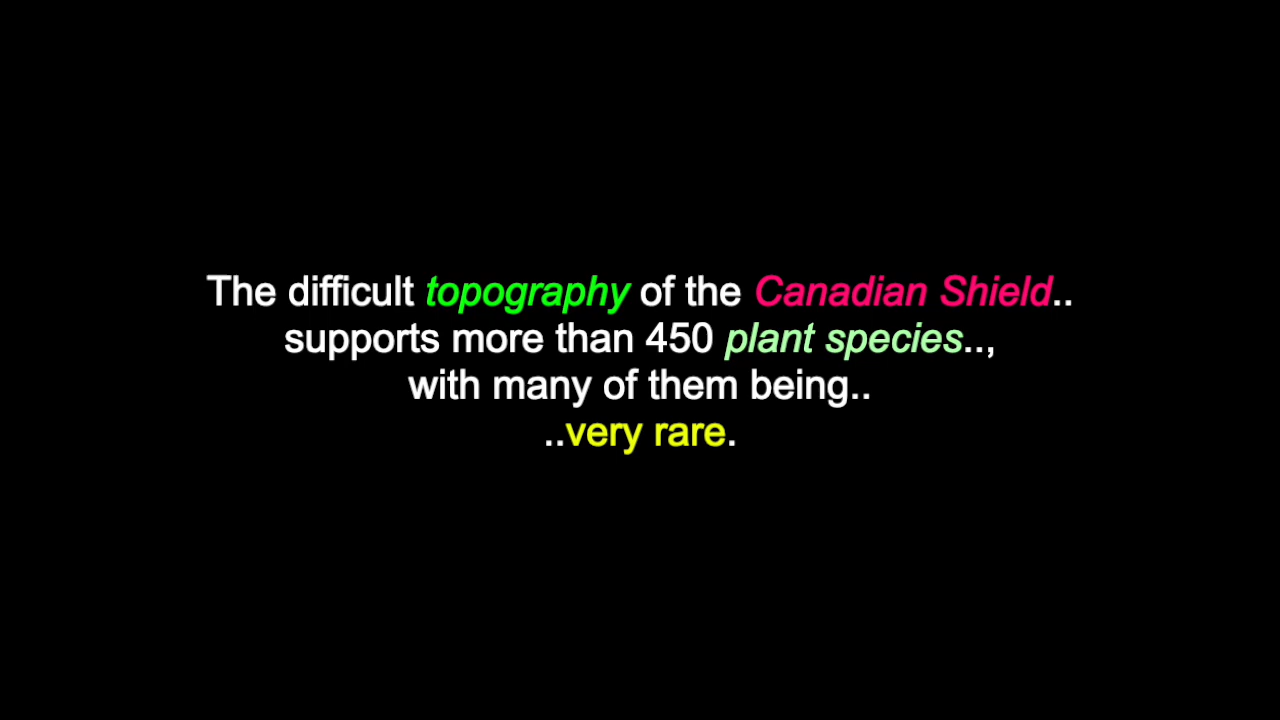 The difficult topography of the Canadian Shield..
supports more than 450 plant species..,
with many of them being..
..very rare.